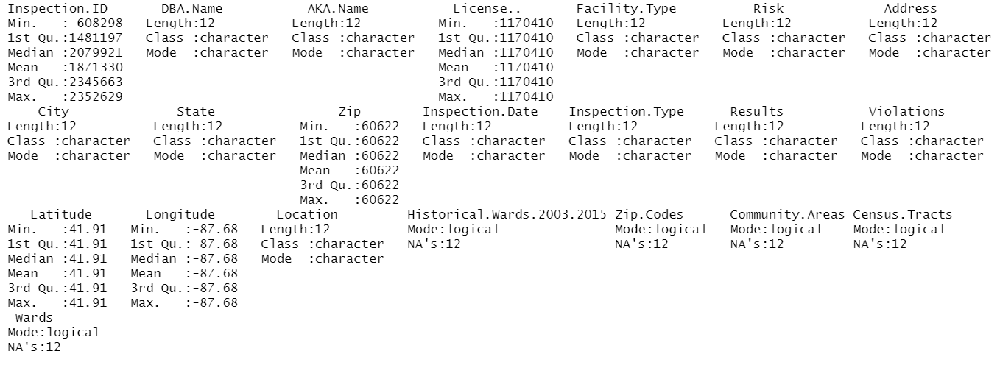 Inspection.ID DBA.Name AKA.Name License.. Facility.Type Risk Address
Min. : 608298 Length:12 Length:12 Min. :1170410 Length:12 Length:12 Length:12
1st Qu.:1481197 Class :character Class :character 1st Qu.:1170410 Class :character Class :character Class :character
Median :2079921 Mode :character Mode :character Median :1170410 Mode :character Mode :character Mode :character
Mean :1871330 Mean :1170410
3rd Qu.:2345663 3rd Qu.:1170410
Max. :2352629 Max. :1170410
City State Zip Inspection.Date Inspection.Type Results Violations
Length:12 Length:12 Min. :60622 Length:12 Length:12 Length:12 Length:12
Class :character Class :character 1st Qu.:60622 Class :character Class :character Class :character Class :character
Mode :character Mode :character Median :60622 Mode :character Mode :character Mode :character Mode :character
Mean :60622
3rd Qu.:60622
Max. :60622
Latitude Longitude Location Historical.Wards.2003.2015 Zip.Codes Community.Areas Census.Tracts
Min. :41.91 Min. :-87.68 Length:12 Mode:logical Mode:logical Mode:logical Mode:logical
1st Qu.:41.91 1st Qu.:-87.68 Class :character NA's:12 NA's:12 NA's:12 NA's:12
Median :41.91 Median :-87.68 Mode :character
Mean :41.91 Mean :-87.68
3rd Qu.:41.91 3rd Qu.:-87.68
Max. :41.91 Max. :-87.68
Wards
Mode:logical
NA's:12